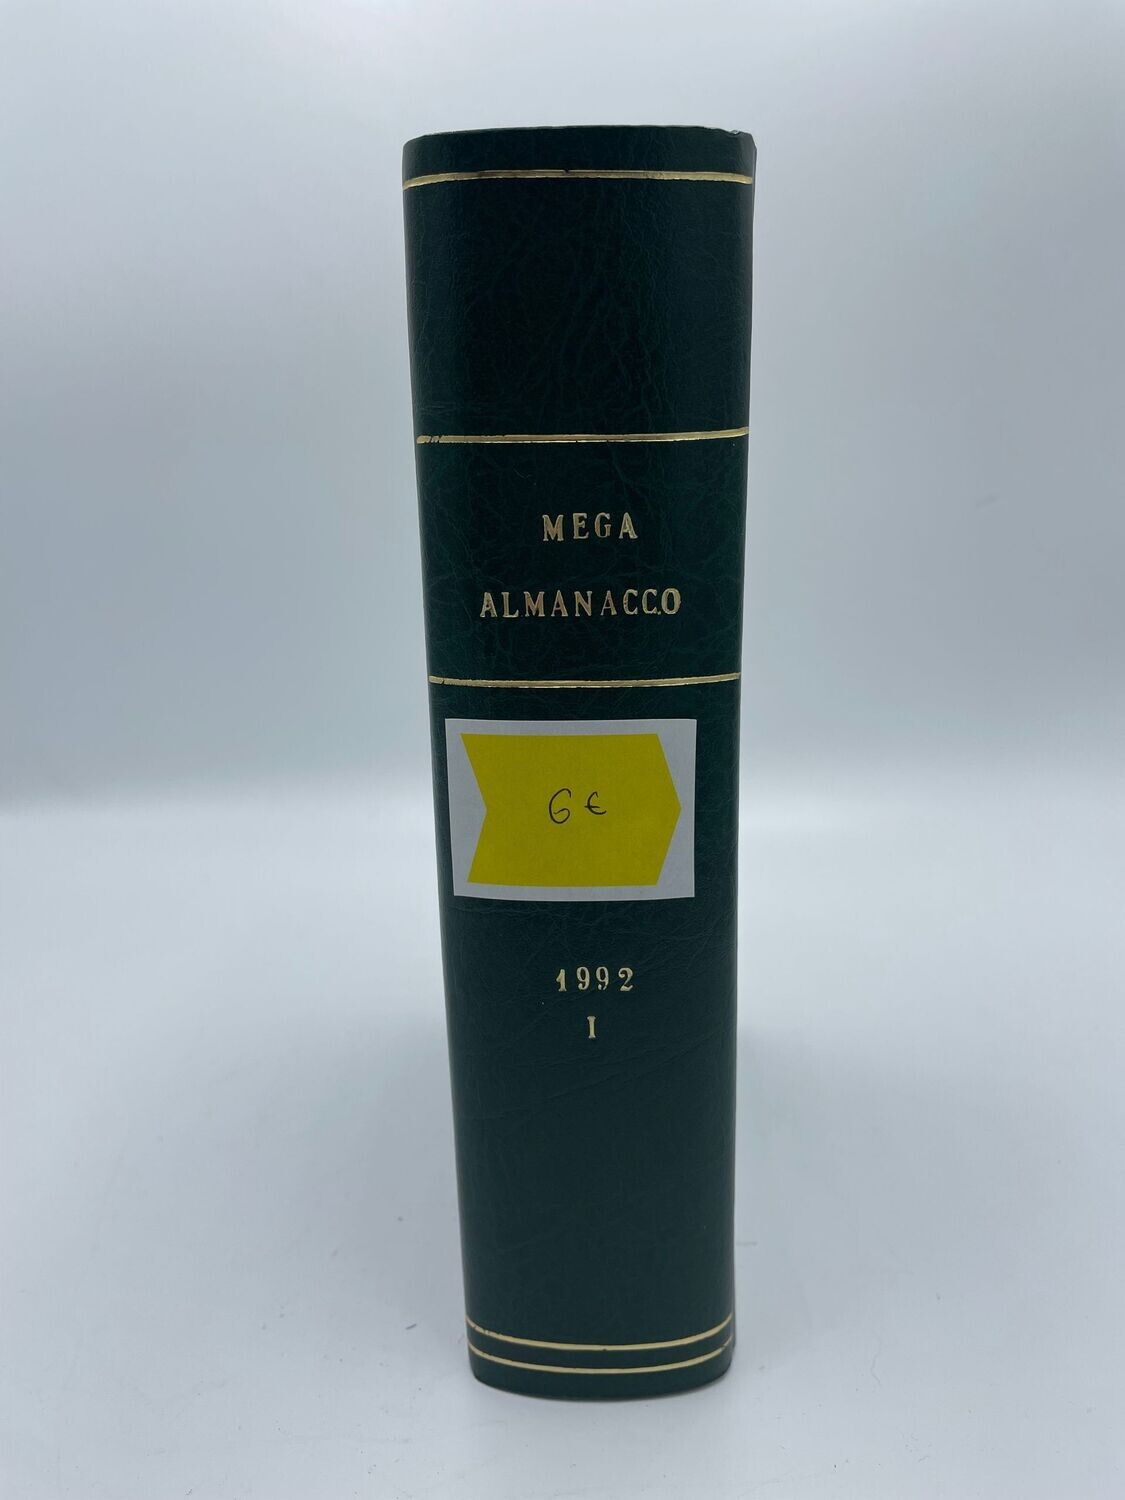 MEGA
ALMANACCO
6 €
1992
I